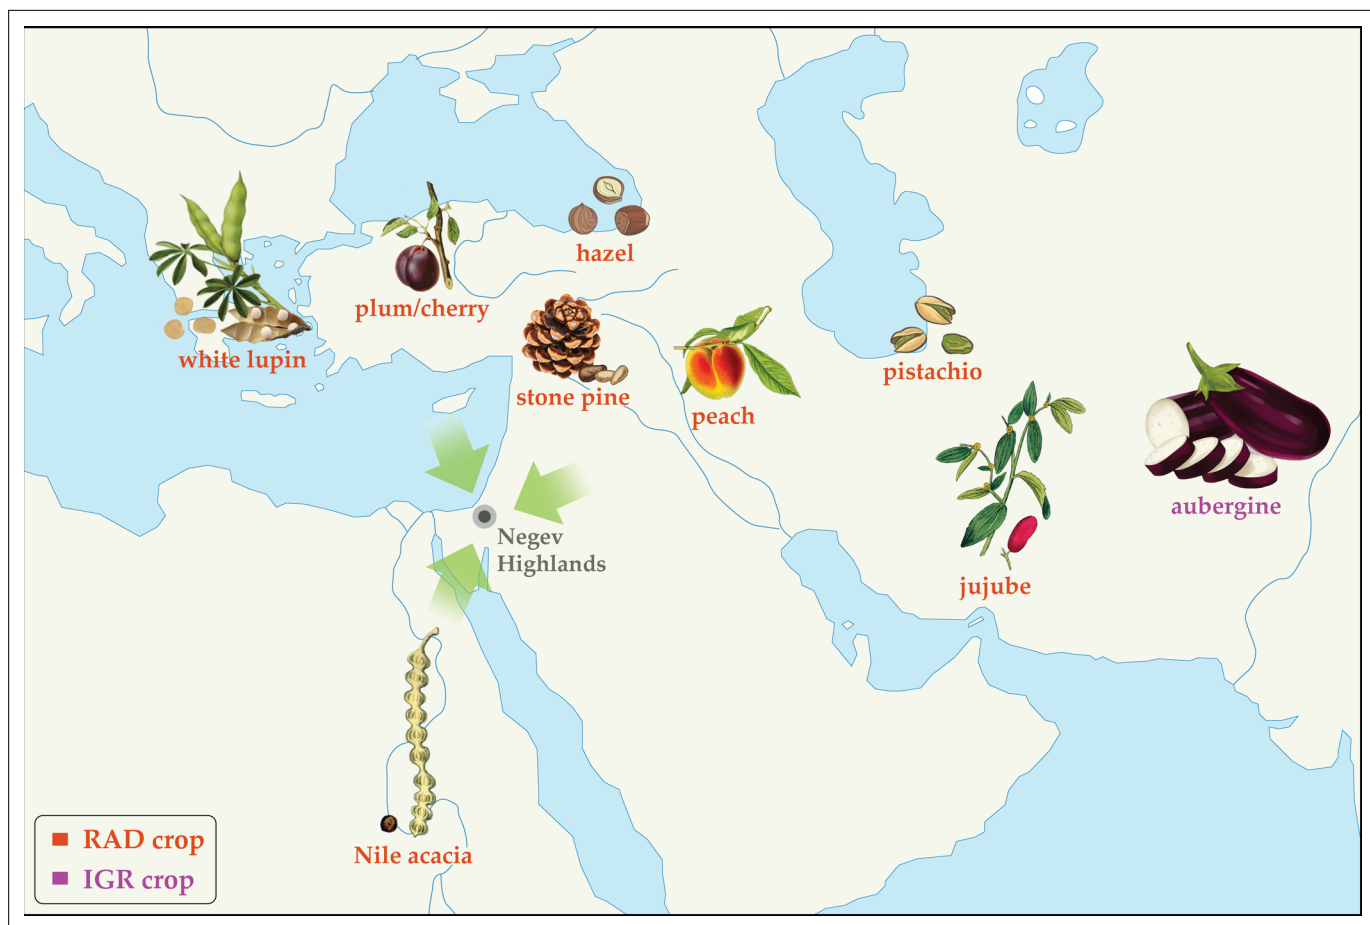 hazel
plum/cherry
white lupin
stone pine
peach
pistachio
aubergine
Negev
Highlands
jujube
Nile acacia
RAD crop
IGR crop